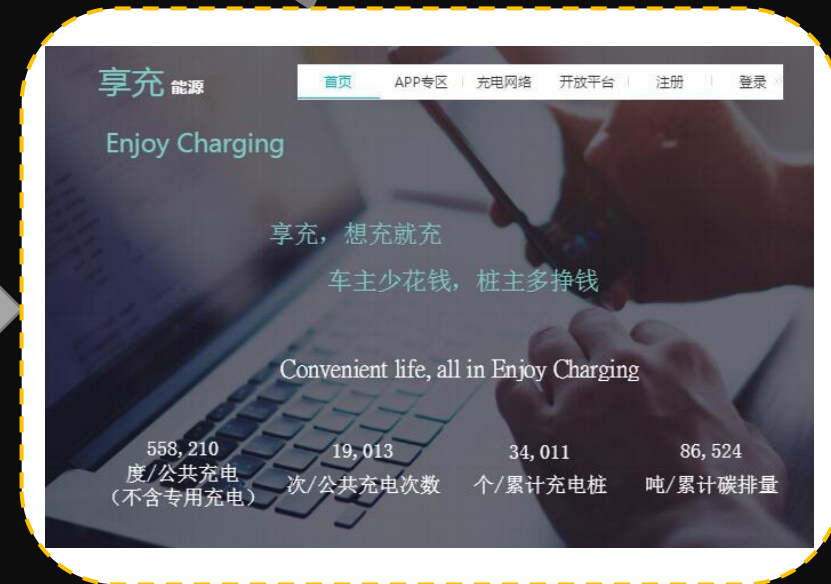 享充 能源
首页 APP专区 充电网络 开放平台 注册 登录
Enjoy Charging
享充，想充就充
车主少花钱，桩主多挣钱
Convenient life, all in Enjoy Charging
558,210 19,013 34,011 86,524
度/公共充电 次/公共充电次数 个/累计充电桩 吨/累计碳排量
（不含专用充电）